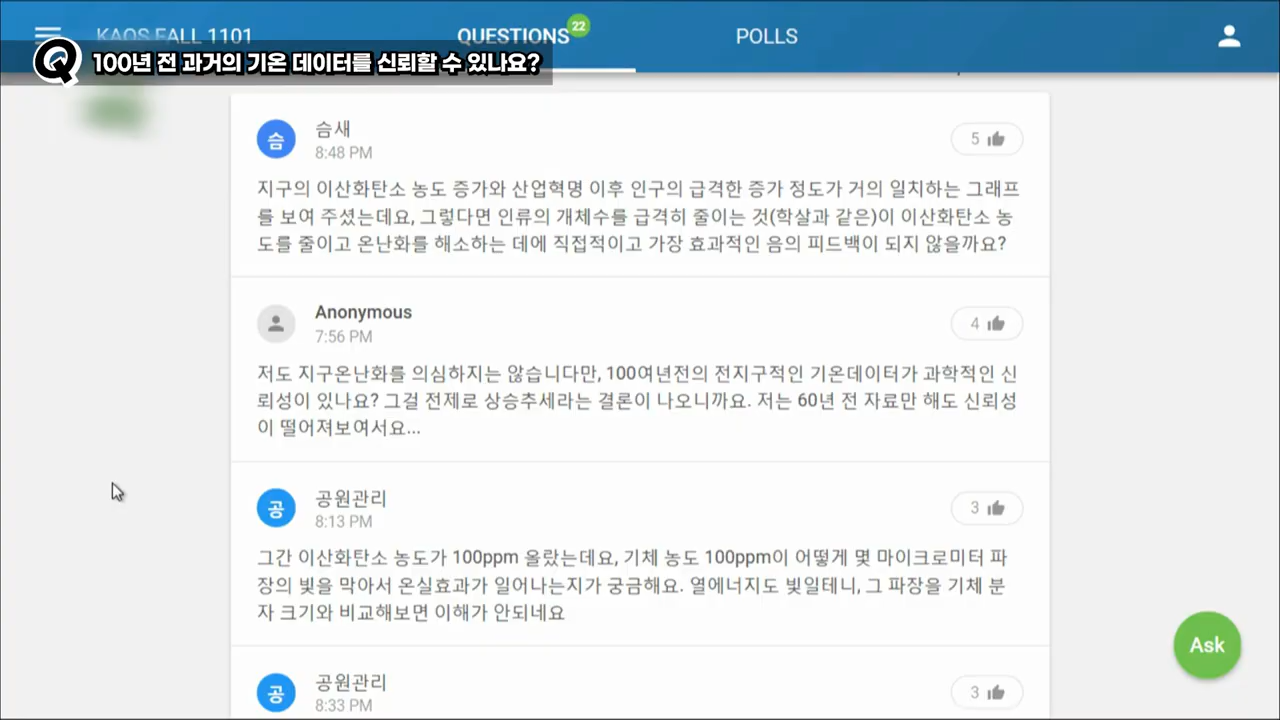 KAOS FALL 1101
QUESTIONS 22
POLLS
Q 100년 전 과거의 기온 데이터를 신뢰할 수 있나요?
슴 슴새
8:48 PM
5
지구의 이산화탄소 농도 증가와 산업혁명 이후 인구의 급격한 증가 정도가 거의 일치하는 그래프
를 보여 주셨는데요, 그렇다면 인류의 개체수를 급격히 줄이는 것(학살과 같은)이 이산화탄소 농
도를 줄이고 온난화를 해소하는 데에 직접적이고 가장 효과적인 음의 피드백이 되지 않을까요?
Anonymous
7:56 PM
4
저도 지구온난화를 의심하지는 않습니다만, 100여년전의 전지구적인 기온데이터가 과학적인 신
뢰성이 있나요? 그걸 전제로 상승추세라는 결론이 나오니까요. 저는 60년 전 자료만 해도 신뢰성
이 떨어져보여서요...
공 공원관리
8:13 PM
3
그간 이산화탄소 농도가 100ppm 올랐는데요, 기체 농도 100ppm이 어떻게 몇 마이크로미터 파
장의 빛을 막아서 온실효과가 일어나는지가 궁금해요. 열에너지도 빛일테니, 그 파장을 기체 분
자 크기와 비교해보면 이해가 안되네요
Ask
공 공원관리
8:33 PM
3